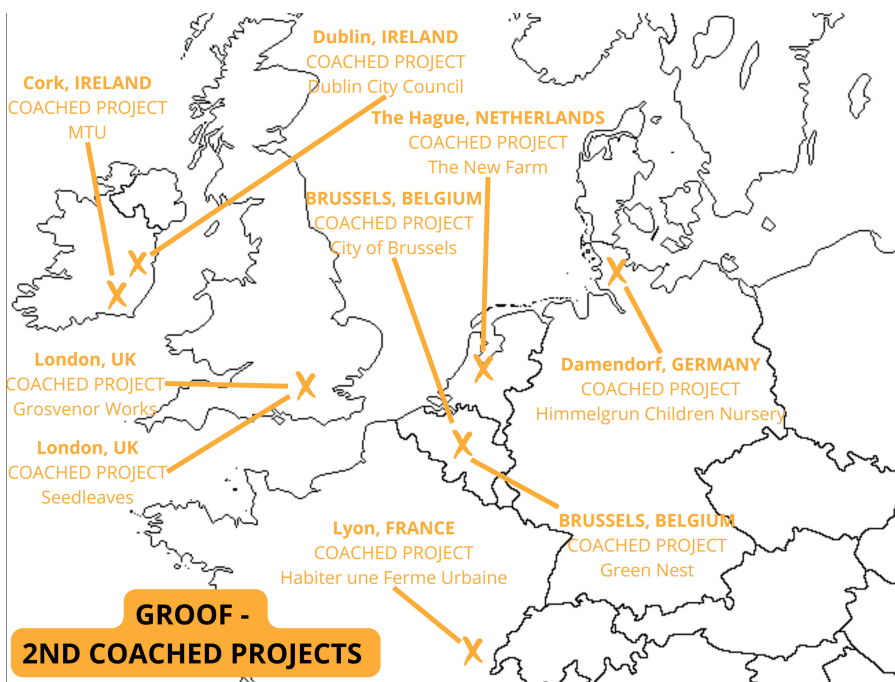 Dublin, IRELAND
COACHED PROJECT
Dublin City Council
Cork, IRELAND
COACHED PROJECT
MTU
The Hague, NETHERLANDS
COACHED PROJECT
The New Farm
BRUSSELS, BELGIUM
COACHED PROJECT
City of Brussels
London, UK
COACHED PROJECT
Grosvenor Works
Damendorf, GERMANY
COACHED PROJECT
Himmelgrun Children Nursery
London, UK
COACHED PROJECT
Seedleaves
Lyon, FRANCE
COACHED PROJECT
Habiter une Ferme Urbaine
BRUSSELS, BELGIUM
COACHED PROJECT
Green Nest
GROOF -
2ND COACHED PROJECTS